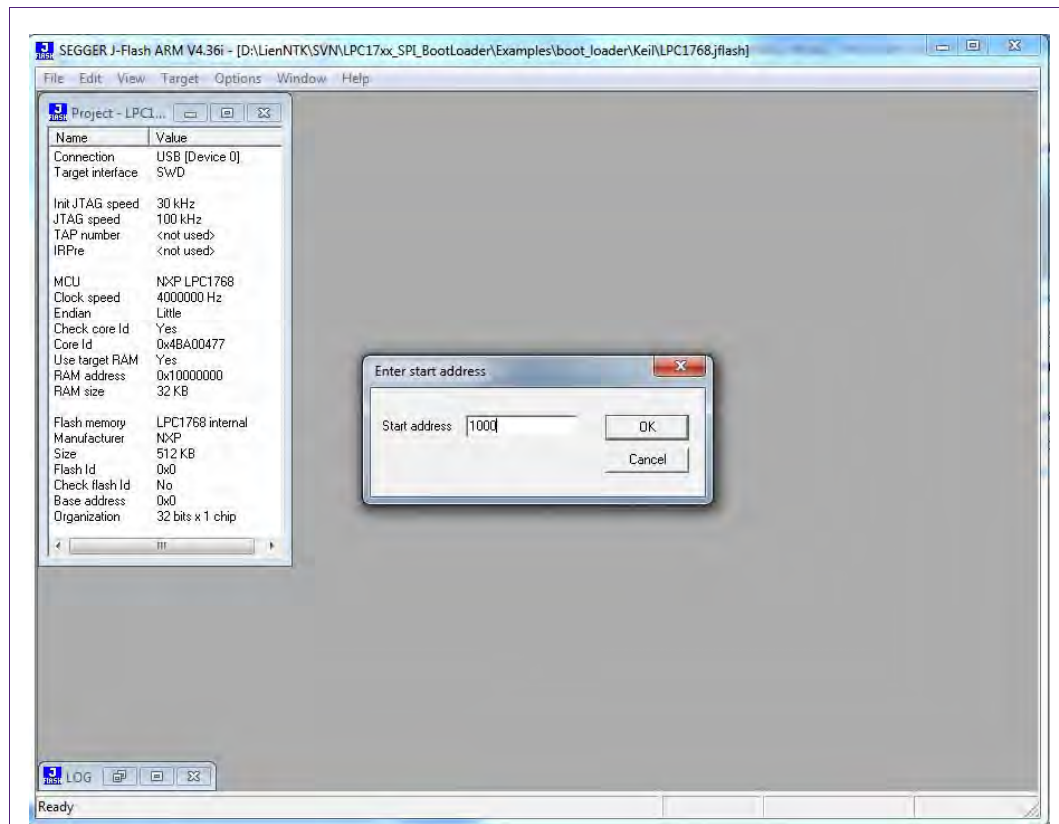 SEGGER J-Flash ARM V4.36i - [D:\LienNTK\SVN\LPC17xx_SPI_BootLoader\Examples\boot_loader\Keil\LPC1768.jflash]
File Edit View Target Options Window Help
Project - LPC1...
Name Value
Connection USB [Device 0]
Target interface SWD
Init JTAG speed 30 kHz
JTAG speed 100 kHz
TAP number <not used>
IRPre <not used>
MCU NXP LPC1768
Clock speed 4000000 Hz
Endian Little
Check core Id Yes
Core Id 0x4BA00477
Use target RAM Yes
RAM address 0x10000000
RAM size 32 KB
Flash memory LPC1768 internal
Manufacturer NXP
Size 512 KB
Flash Id 0x0
Check flash Id No
Base address 0x0
Organization 32 bits x 1 chip
Enter start address
Start address 1000 OK
Cancel
LOG
Ready